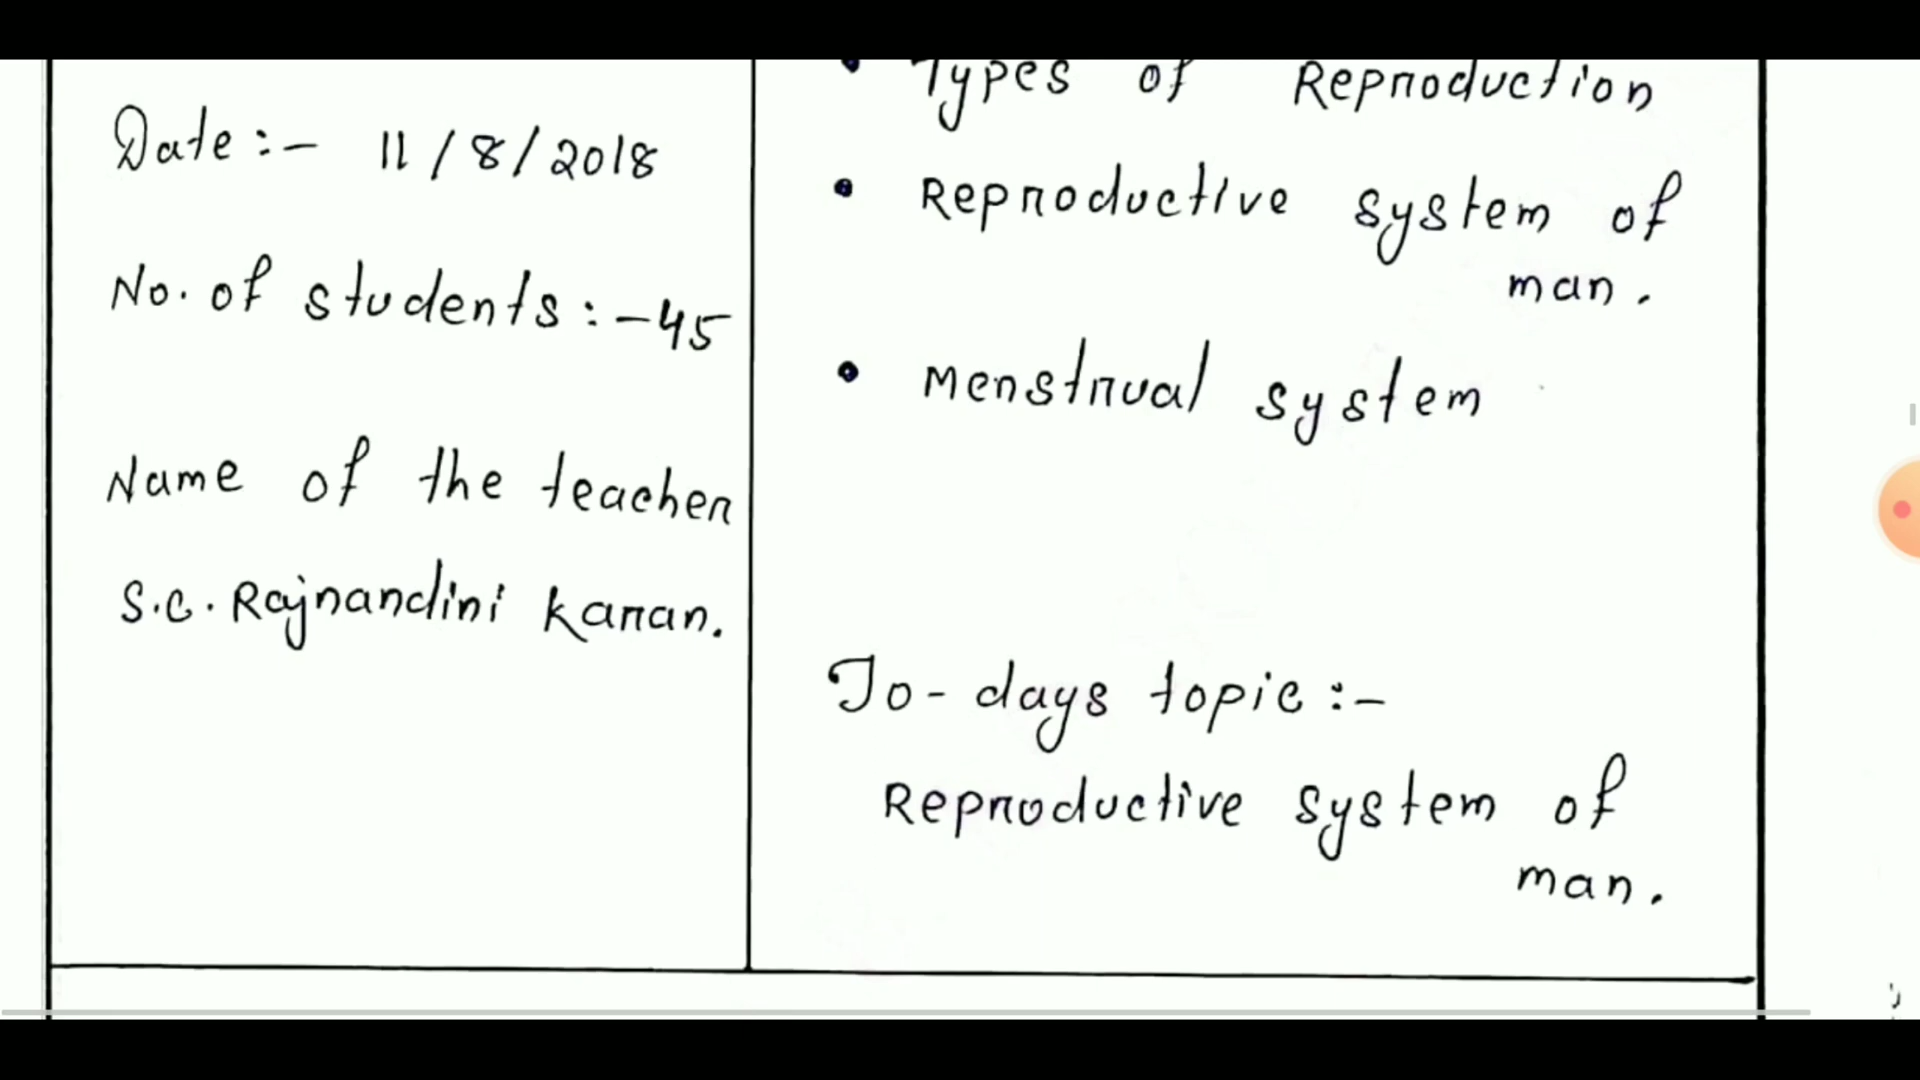 Date :- 11/8/2018
No. of students :- 45
Name of the teacher
S.C. Rajnandini Karan.
• Types of Reproduction
• Reproductive system of
man.
• Menstrual system
To-days topic :-
Reproductive system of
man.